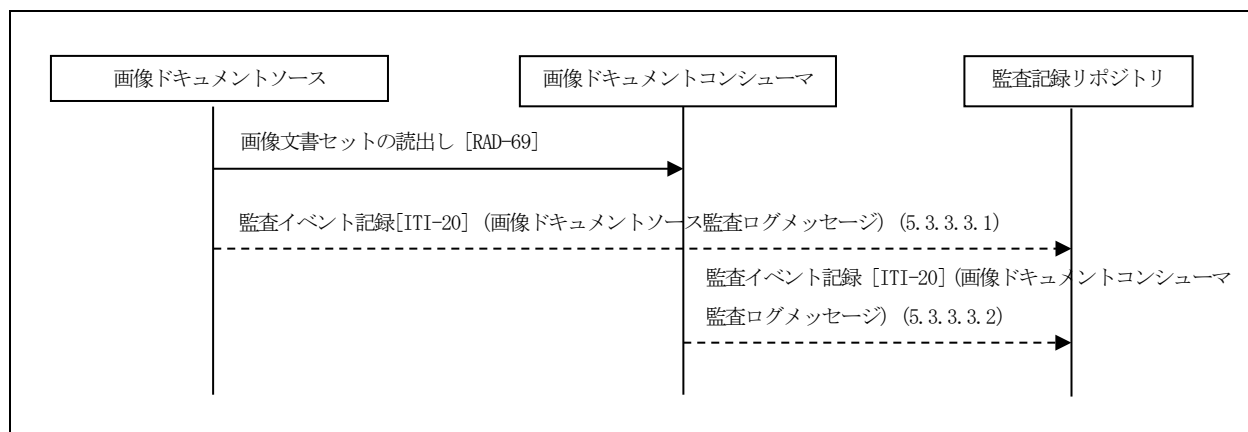 画像ドキュメントソース
画像ドキュメントコンシューマ
監査記録リポジトリ
画像文書セットの読出し [RAD-69]
監査イベント記録[ITI-20] (画像ドキュメントソース監査ログメッセージ) (5.3.3.3.1)
監査イベント記録 [ITI-20] (画像ドキュメントコンシューマ
監査ログメッセージ) (5.3.3.3.2)